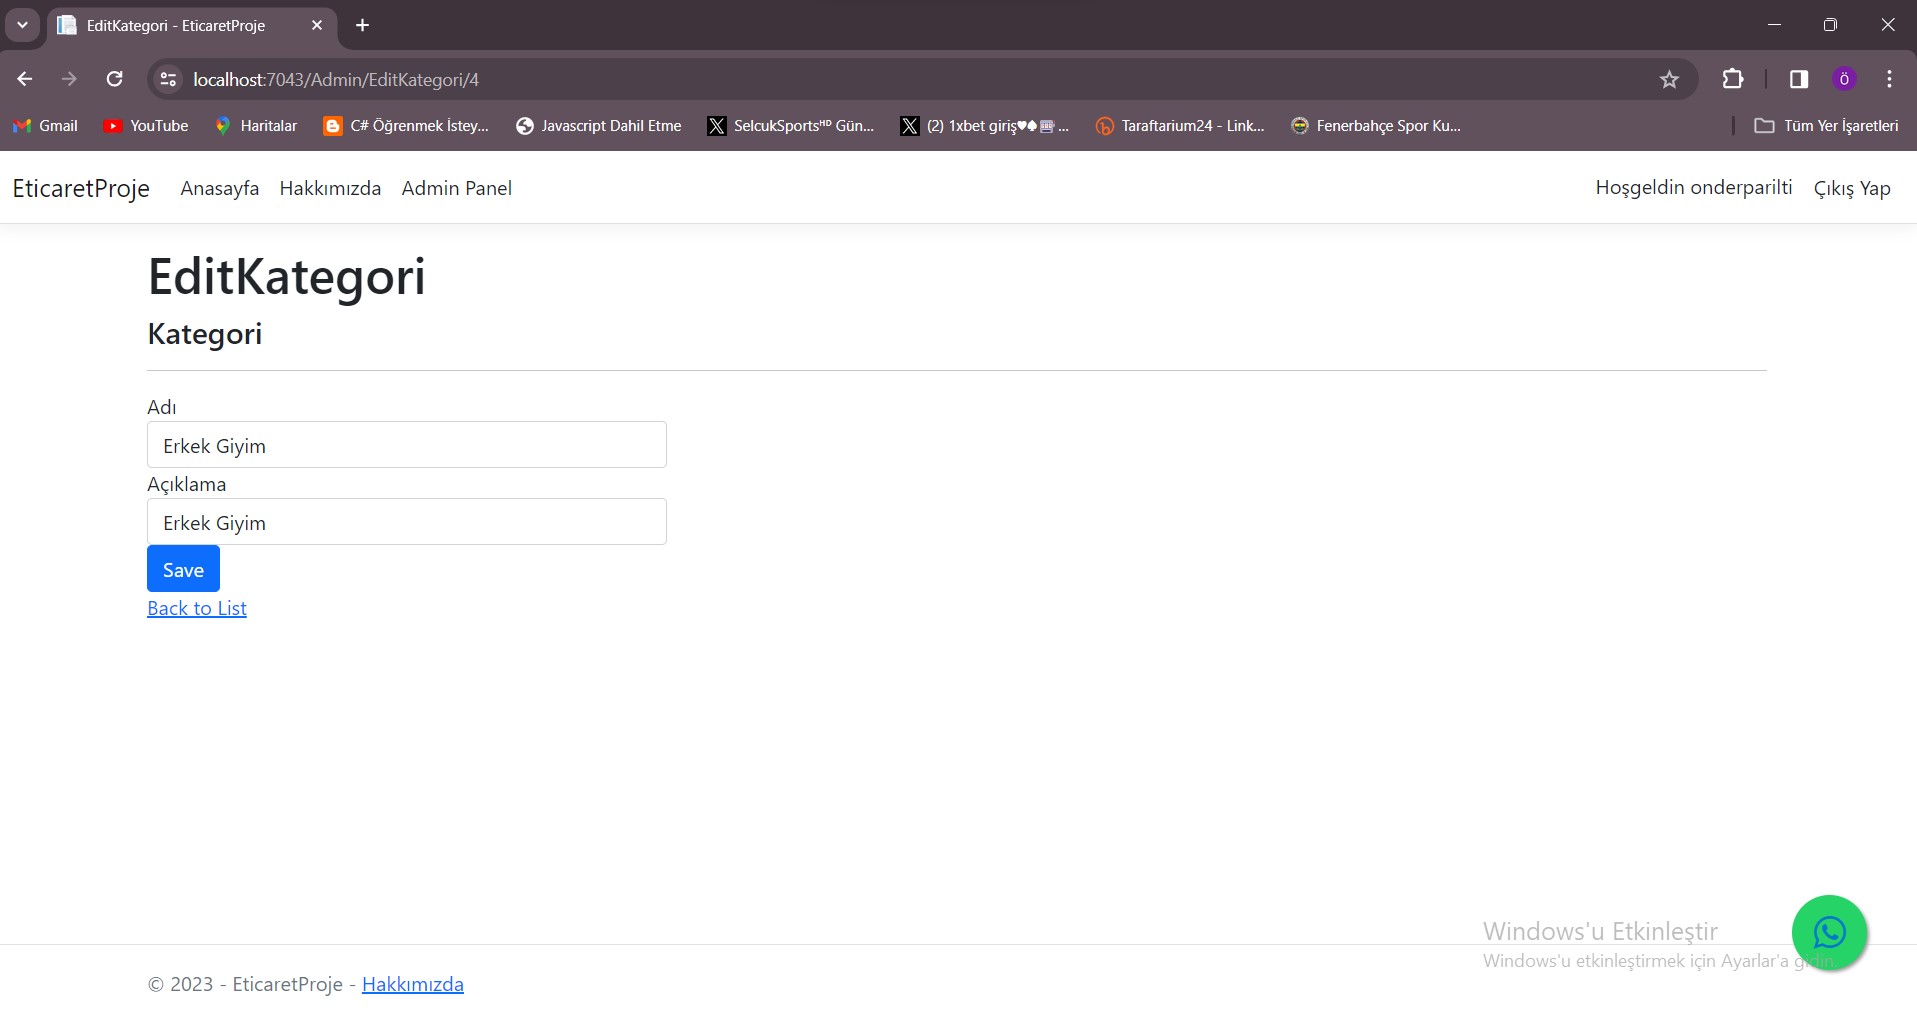 EditKategori - EticaretProje
localhost:7043/Admin/EditKategori/4
Ö
Gmail YouTube Haritalar C# Öğrenmek İstey... Javascript Dahil Etme SelcukSportsᴴᴰ Gün... (2) 1xbet giriş♥♠🎰 ... Taraftarium24 - Link... Fenerbahçe Spor Ku... Tüm Yer İşaretleri
EticaretProje Anasayfa Hakkımızda Admin Panel Hoşgeldin onderparilti Çıkış Yap
EditKategori
Kategori
Adı
Erkek Giyim
Açıklama
Erkek Giyim
Save
Back to List
Windows'u Etkinleştir
Windows'u etkinleştirmek için Ayarlar'a gidin.
© 2023 - EticaretProje - Hakkımızda